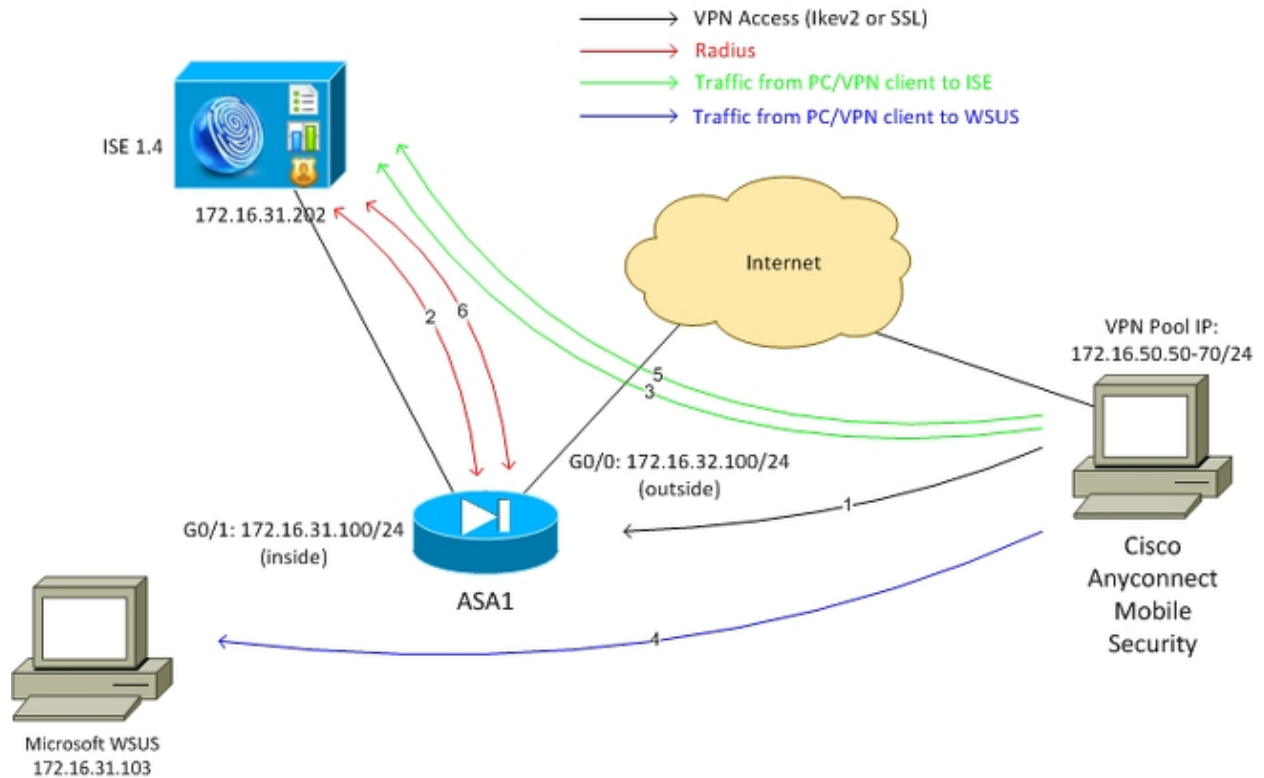 VPN Access (Ikev2 or SSL)
Radius
Traffic from PC/VPN client to ISE
Traffic from PC/VPN client to WSUS
ISE 1.4
172.16.31.202
Internet
VPN Pool IP:
172.16.50.50-70/24
2
6
5
3
G0/0: 172.16.32.100/24
(outside)
1
G0/1: 172.16.31.100/24
(inside)
ASA1
Cisco
Anyconnect
Mobile
Security
4
Microsoft WSUS
172.16.31.103